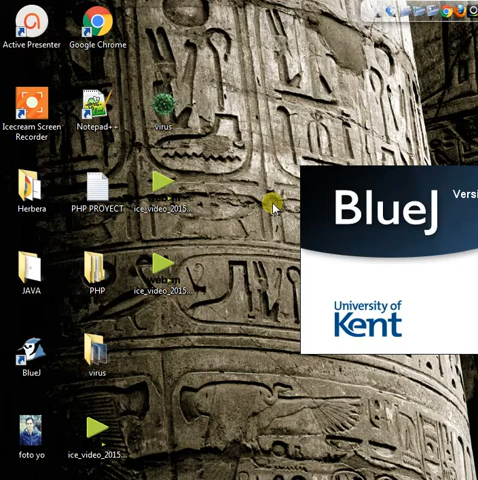 Active Presenter
Google Chrome
Icecream Screen
Recorder
Notepad++
virus
Herbera
PHP PROYECT
ice_video_2015...
JAVA
PHP
ice_video_2015...
BlueJ
virus
foto yo
ice_video_2015...
BlueJ
Versi
University of
Kent